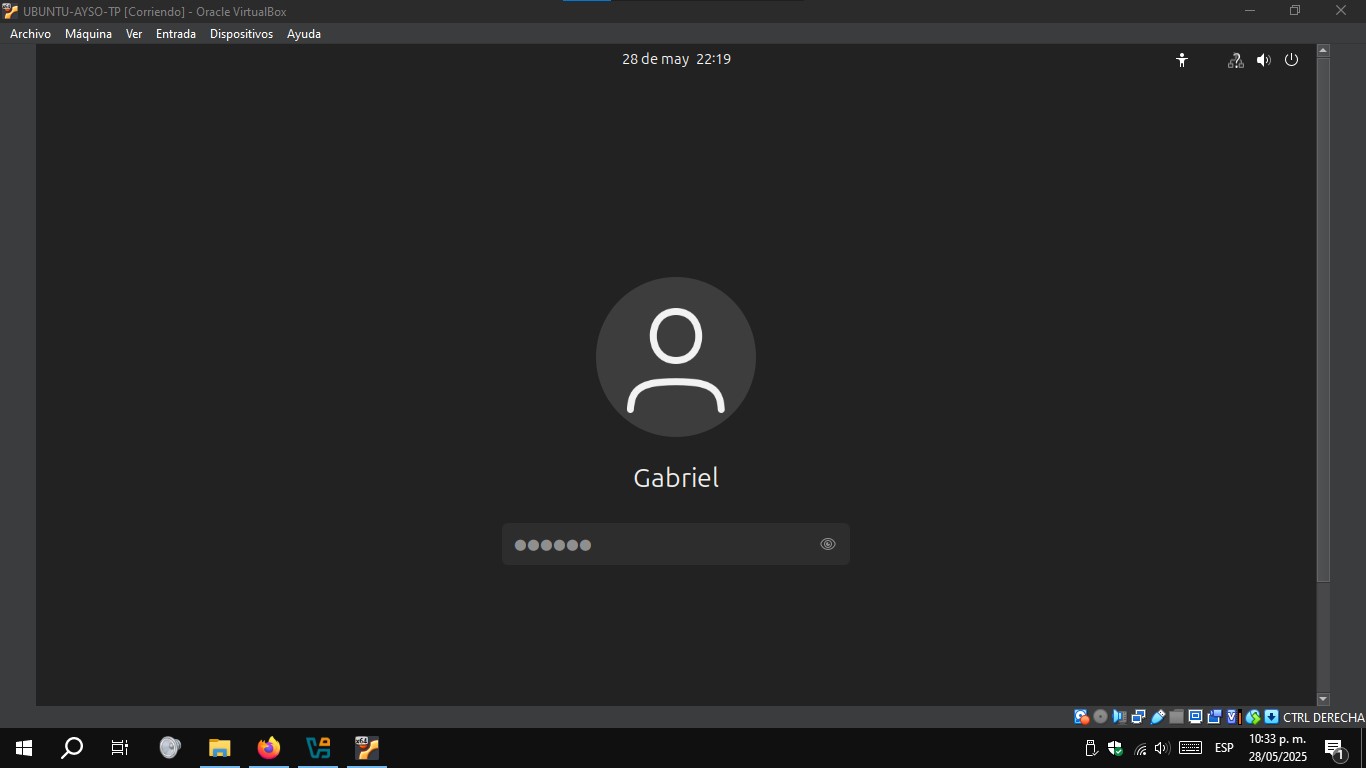 UBUNTU-AYSO-TP [Corriendo] - Oracle VirtualBox
Archivo Máquina Ver Entrada Dispositivos Ayuda
28 de may 22:19
Gabriel
CTRL DERECHA
ESP
10:33 p. m.
28/05/2025
1